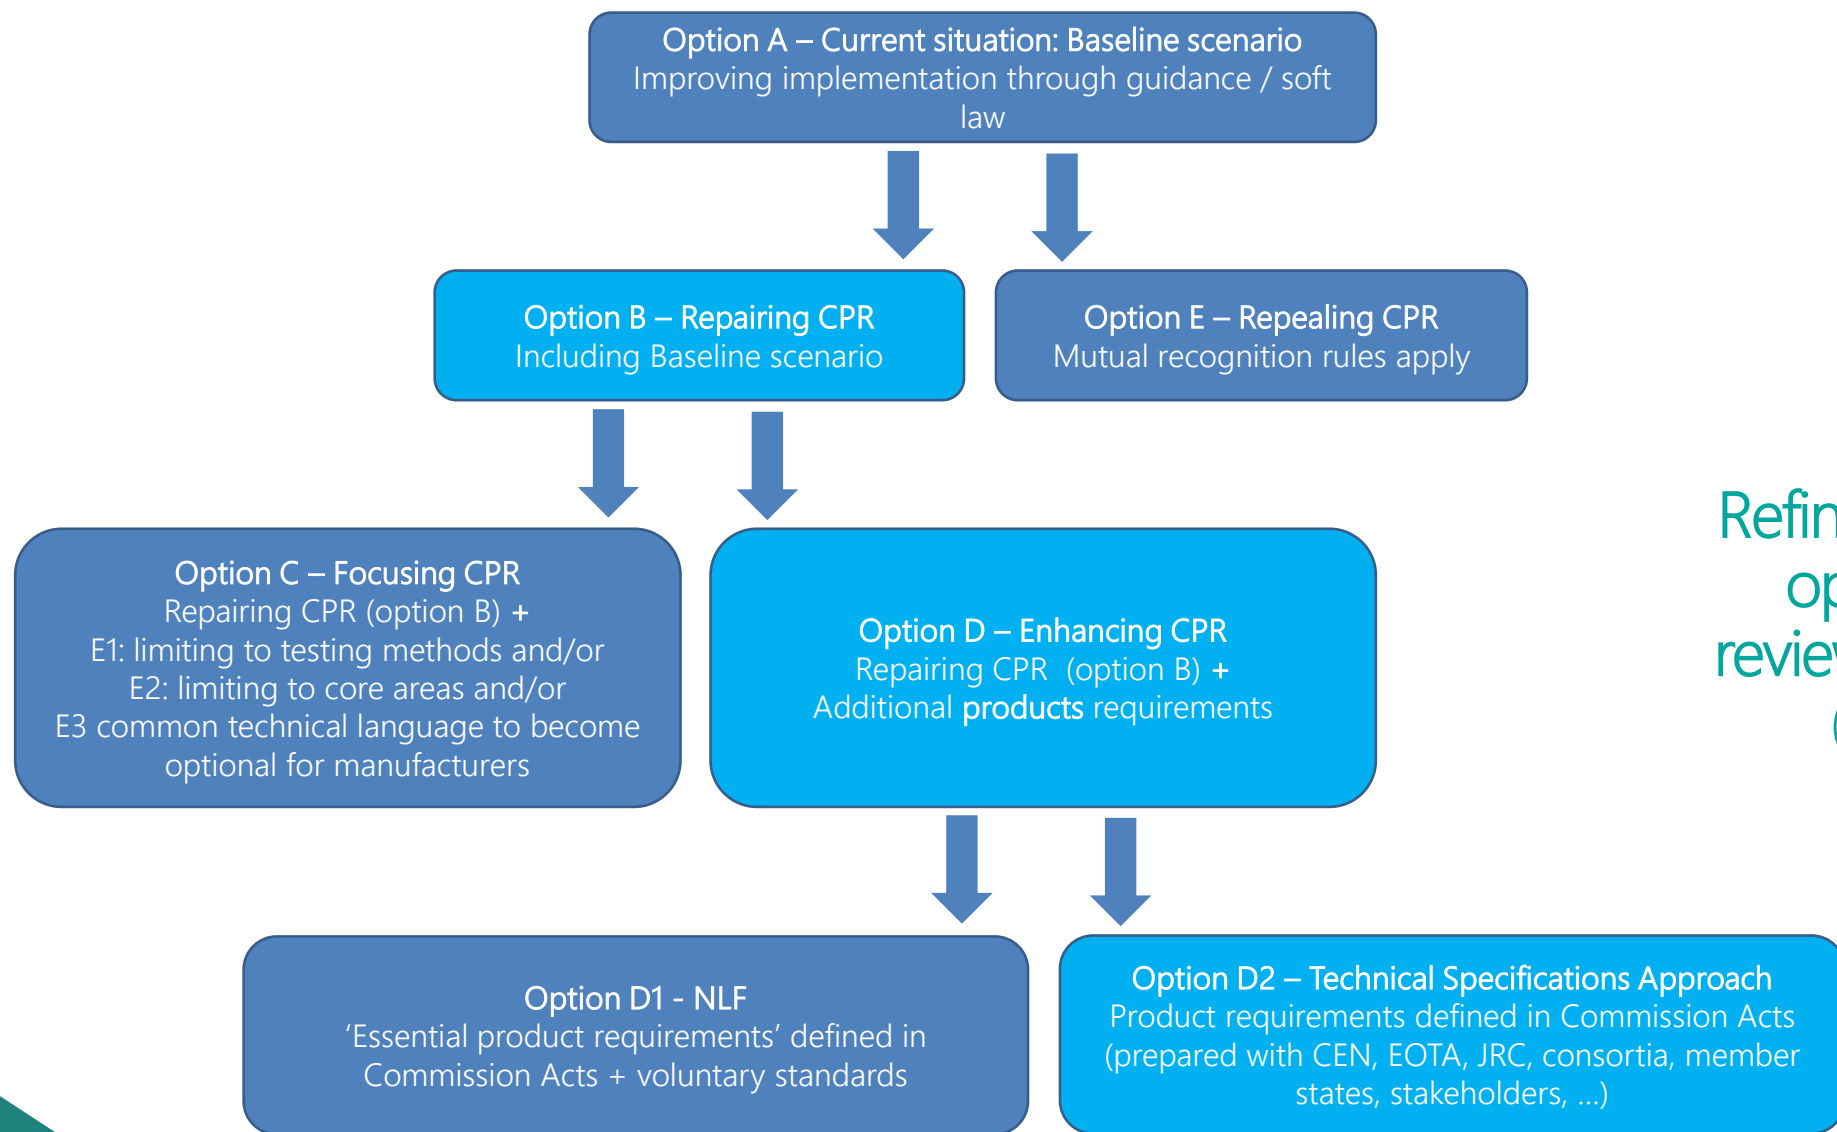 Option A – Current situation: Baseline scenario
Improving implementation through guidance / soft
law
Option B – Repairing CPR
Including Baseline scenario
Option E – Repealing CPR
Mutual recognition rules apply
Option C – Focusing CPR
Repairing CPR (option B) +
E1: limiting to testing methods and/or
E2: limiting to core areas and/or
E3 common technical language to become
optional for manufacturers
Option D – Enhancing CPR
Repairing CPR (option B) +
Additional products requirements
Option D1 - NLF
‘Essential product requirements’ defined in
Commission Acts + voluntary standards
Option D2 – Technical Specifications Approach
Product requirements defined in Commission Acts
(prepared with CEN, EOTA, JRC, consortia, member
states, stakeholders, …)